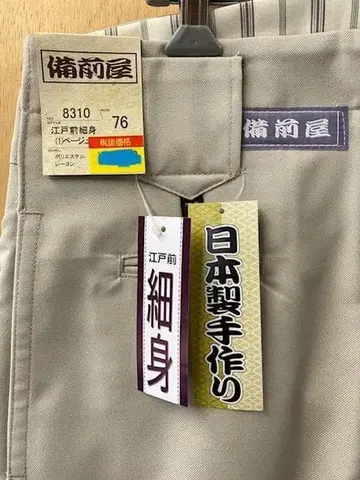 備前屋
8310
76
江戸前細身
(1)ベージュ
税抜価格
ポリエステル
レーヨン
備前屋
江戸前
細身
日本製手作り